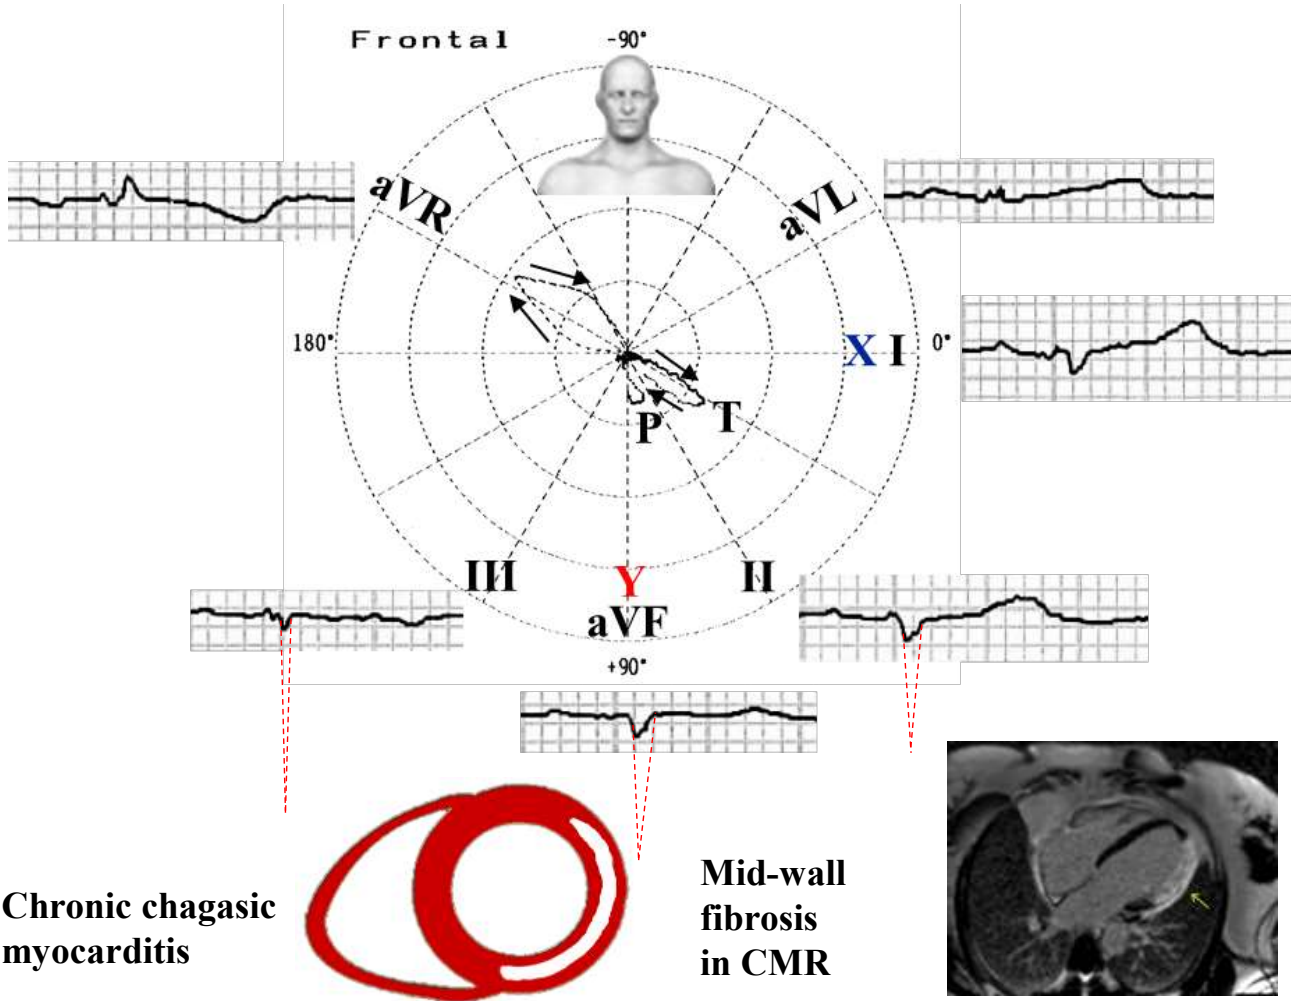 Frontal
-90°
aVR
aVL
180°
X I
0°
P
T
III
Y
II
aVF
+90°
Chronic chagasic
myocarditis
Mid-wall
fibrosis
in CMR